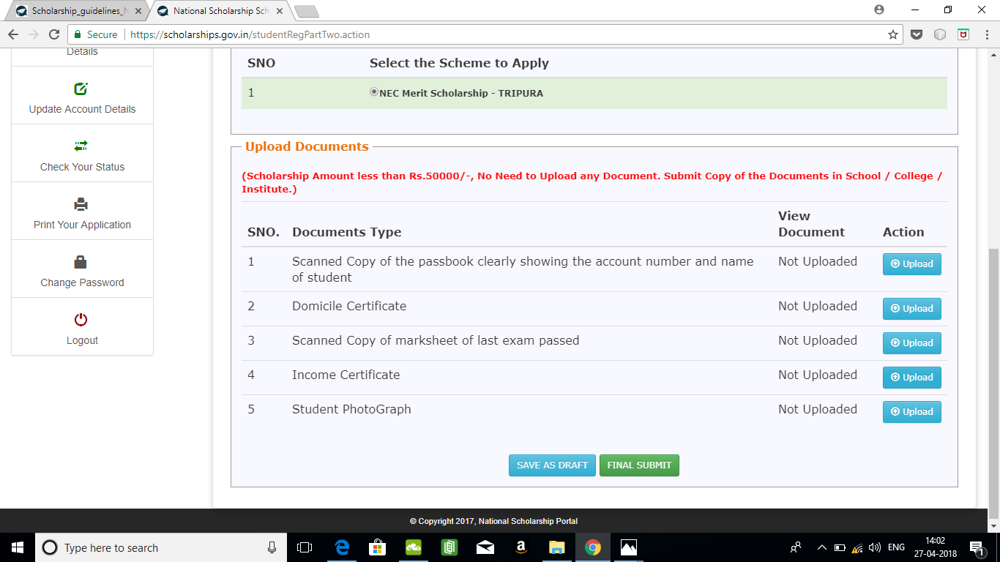 Scholarship_guidelines_N
National Scholarship Sch
Secure
https://scholarships.gov.in/studentRegPartTwo.action
Details
Update Account Details
Check Your Status
Print Your Application
Change Password
Logout
SNO Select the Scheme to Apply
1 NEC Merit Scholarship - TRIPURA
Upload Documents
(Scholarship Amount less than Rs.50000/-, No Need to Upload any Document. Submit Copy of the Documents in School / College /
Institute.)
View
SNO. Documents Type Document Action
1 Scanned Copy of the passbook clearly showing the account number and name Not Uploaded Upload
of student
2 Domicile Certificate Not Uploaded Upload
3 Scanned Copy of marksheet of last exam passed Not Uploaded Upload
4 Income Certificate Not Uploaded Upload
5 Student PhotoGraph Not Uploaded Upload
SAVE AS DRAFT FINAL SUBMIT
© Copyright 2017, National Scholarship Portal
Type here to search
ENG
14:02
27-04-2018
1